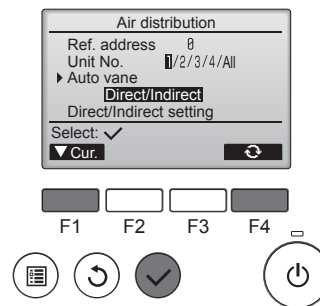 Air distribution
Ref. address 0
Unit No. 1/2/3/4/All
Auto vane
Direct/Indirect
Direct/Indirect setting
Select:
Cur.
F1 F2 F3 F4